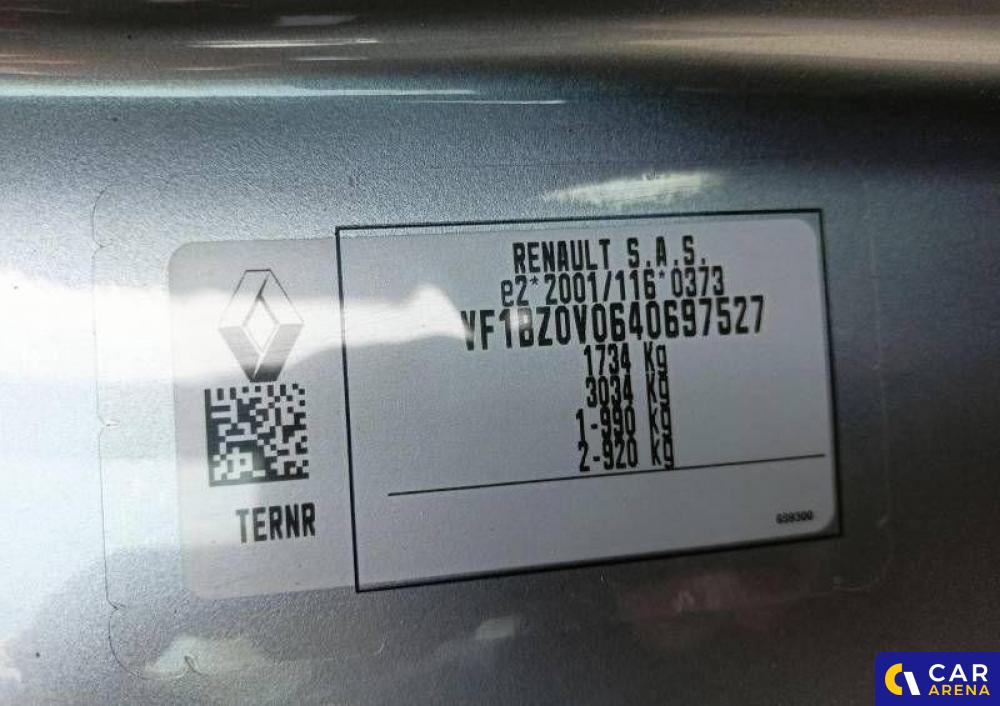 RENAULT S.A.S.
e2*2001/116*0373
VF1BZ0V0640697527
1734 Kg
3034 Kg
1-990 kg
2-920 kg
TERNR
CAR
ARENA